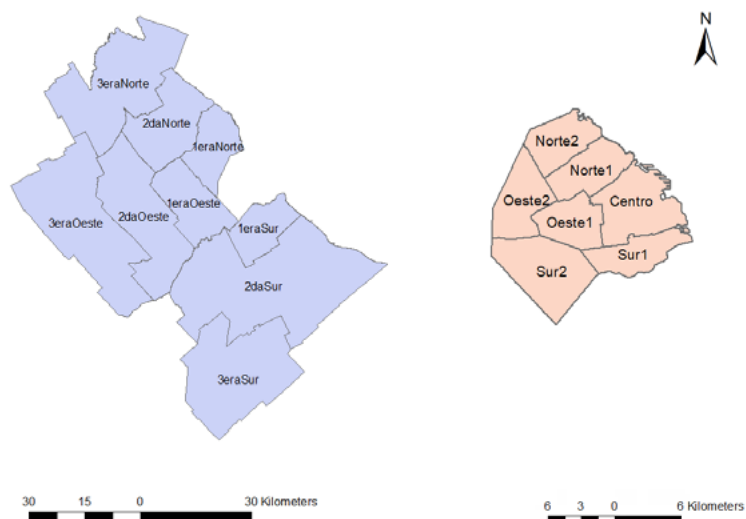 N
3eraNorte
2daNorte
1eraNorte
1eraOeste
3eraOeste
2daOeste
1eraSur
2daSur
3eraSur
Norte2
Norte1
Oeste2
Centro
Oeste1
Sur1
Sur2
30 15 0 30 Kilometers
6 3 0 6 Kilometers